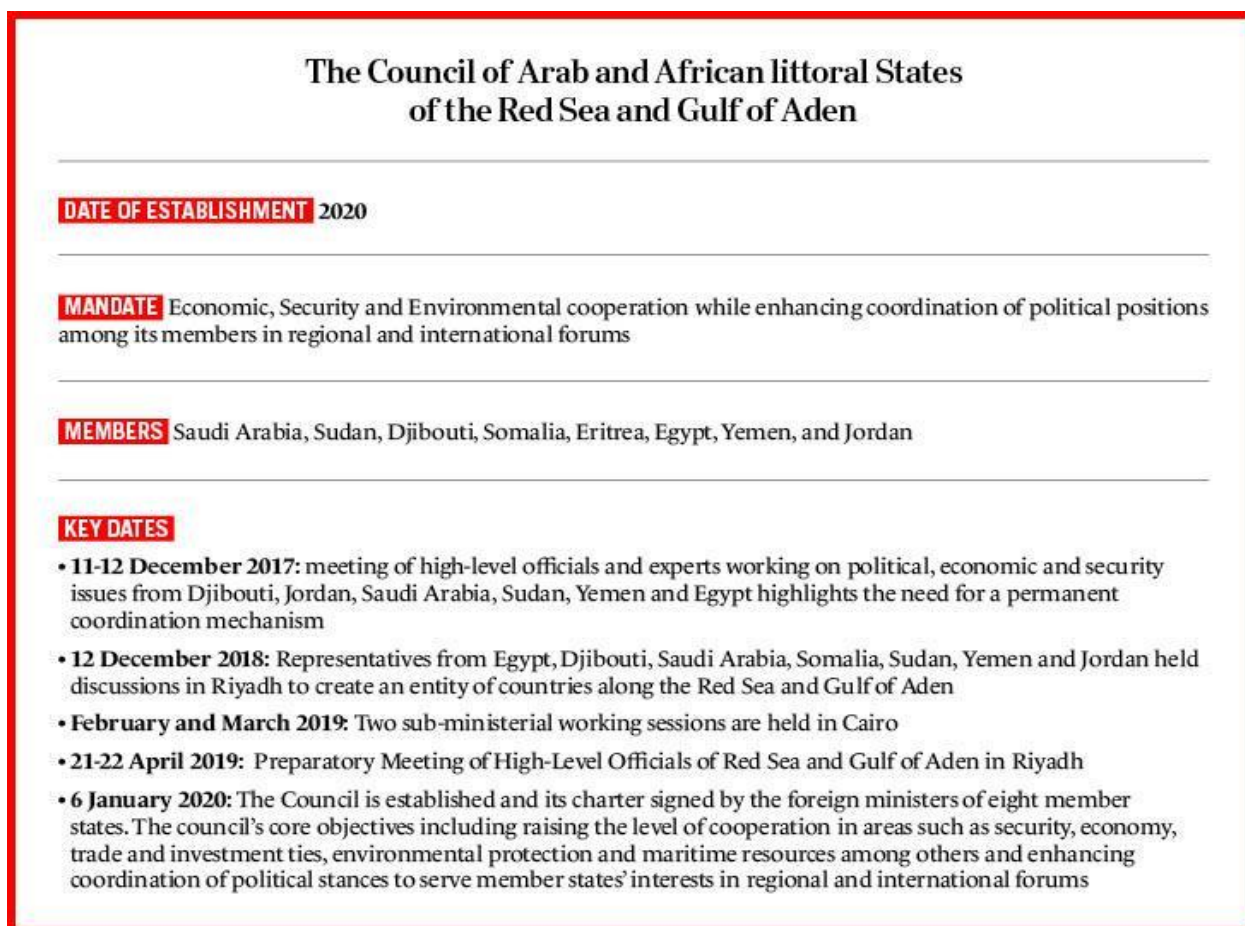 The Council of Arab and African littoral States
of the Red Sea and Gulf of Aden
DATE OF ESTABLISHMENT 2020
MANDATE Economic, Security and Environmental cooperation while enhancing coordination of political positions
among its members in regional and international forums
MEMBERS Saudi Arabia, Sudan, Djibouti, Somalia, Eritrea, Egypt, Yemen, and Jordan
KEY DATES
• 11-12 December 2017: meeting of high-level officials and experts working on political, economic and security
issues from Djibouti, Jordan, Saudi Arabia, Sudan, Yemen and Egypt highlights the need for a permanent
coordination mechanism
• 12 December 2018: Representatives from Egypt, Djibouti, Saudi Arabia, Somalia, Sudan, Yemen and Jordan held
discussions in Riyadh to create an entity of countries along the Red Sea and Gulf of Aden
• February and March 2019: Two sub-ministerial working sessions are held in Cairo
• 21-22 April 2019: Preparatory Meeting of High-Level Officials of Red Sea and Gulf of Aden in Riyadh
• 6 January 2020: The Council is established and its charter signed by the foreign ministers of eight member
states. The council's core objectives including raising the level of cooperation in areas such as security, economy,
trade and investment ties, environmental protection and maritime resources among others and enhancing
coordination of political stances to serve member states' interests in regional and international forums